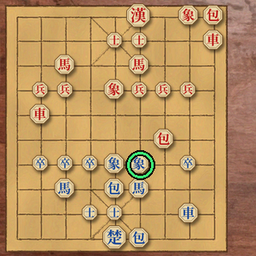 漢 象 包
士 士 車
馬 馬
兵 兵 象 兵 兵 兵
車
包
卒 卒 卒 象 象 卒
馬 包 馬
士 士 車
楚 包